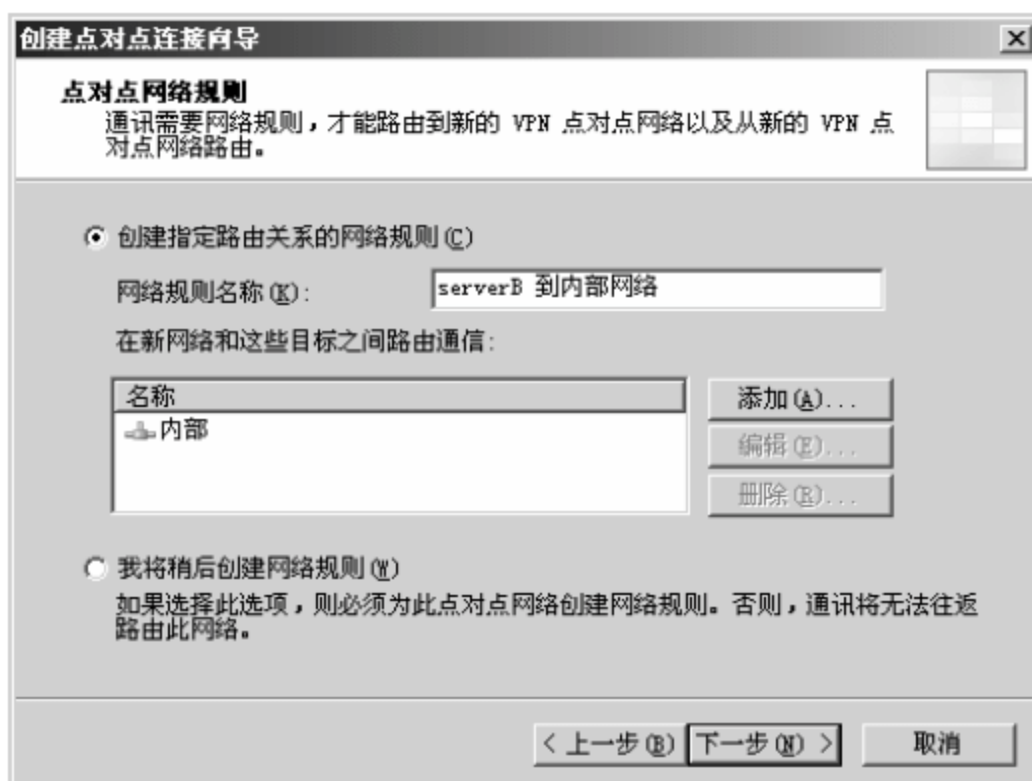 创建点对点连接向导
点对点网络规则
通讯需要网络规则，才能路由到新的 VPN 点对点网络以及从新的 VPN 点
对点网络路由。
创建指定路由关系的网络规则(C)
网络规则名称(K): serverB 到内部网络
在新网络和这些目标之间路由通信:
名称
内部
添加(A)...
编辑(E)...
删除(R)...
我将稍后创建网络规则(W)
如果选择此选项，则必须为此点对点网络创建网络规则。否则，通讯将无法往返
路由此网络。
< 上一步(B) 下一步(N) > 取消